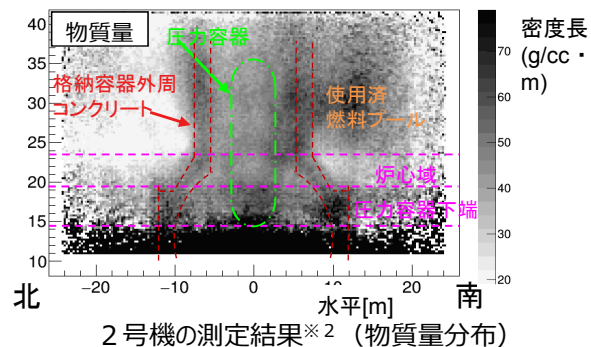 物質量
圧力容器
格納容器外周
コンクリート
使用済
燃料プール
炉心域
圧力容器下端
密度長
(g/cc・
m)
70
60
50
40
30
20
40
35
30
25
20
15
10
−20
−10
0
10
20
北
水平[m]
南
2号機の測定結果※2（物質量分布）